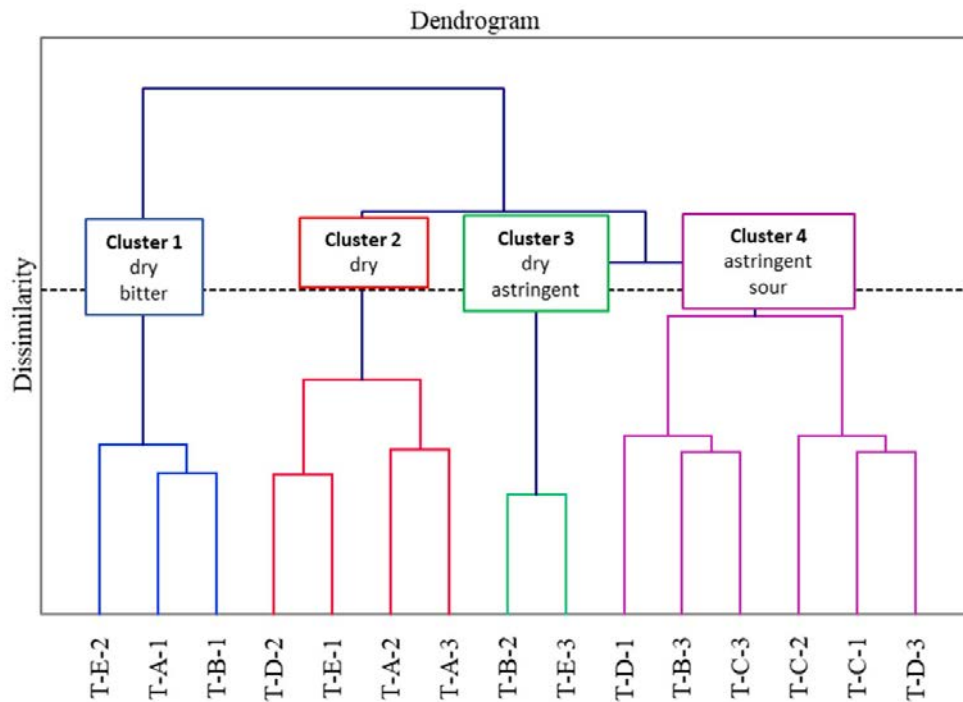 Dendrogram
Dissimilarity
Cluster 1
dry
bitter
Cluster 2
dry
Cluster 3
dry
astringent
Cluster 4
astringent
sour
T-E-2
T-A-1
T-B-1
T-D-2
T-E-1
T-A-2
T-A-3
T-B-2
T-E-3
T-D-1
T-B-3
T-C-3
T-C-2
T-C-1
T-D-3